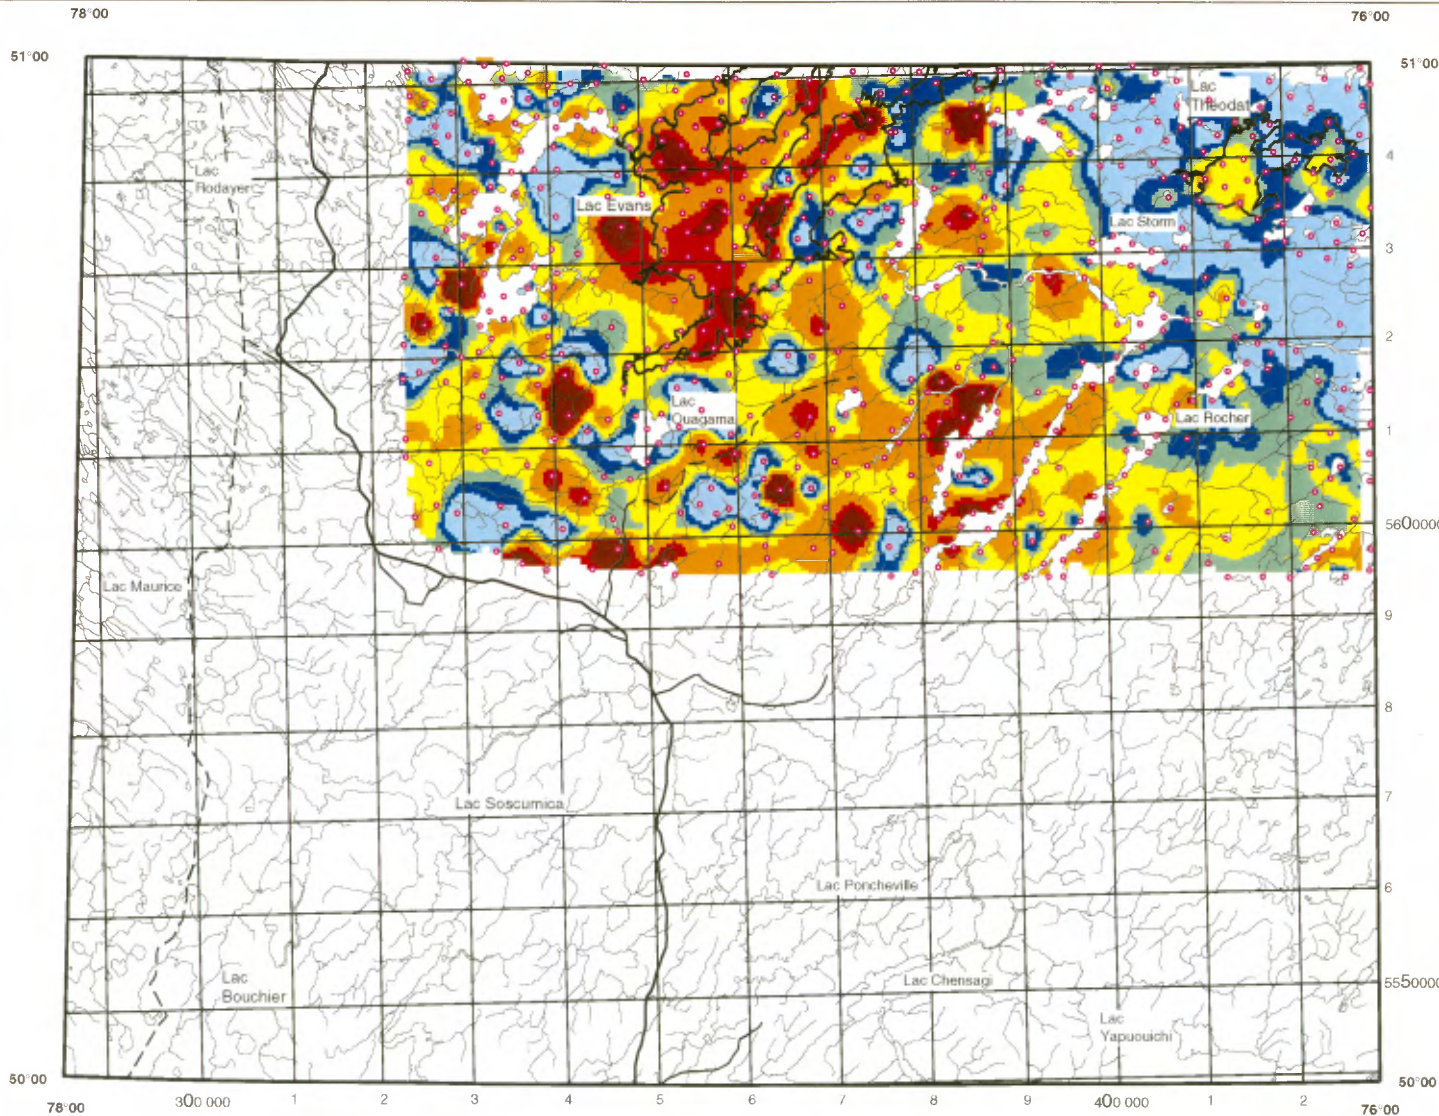 78°00
76°00
51°00
51°00
Lac
Théodat
4
Lac
Rodayer
Lac Evans
Lac Storm
3
2
Lac
Ouagama
Lac Rocher
1
5600000
Lac Maurice
9
8
Lac Soscumica
7
Lac Poncheville
6
Lac
Bouchier
Lac Chensagi
5550000
Lac
Yapuouichi
50°00
50°00
78°00
300 000
1
2
3
4
5
6
7
8
9
400 000
1
2
76°00